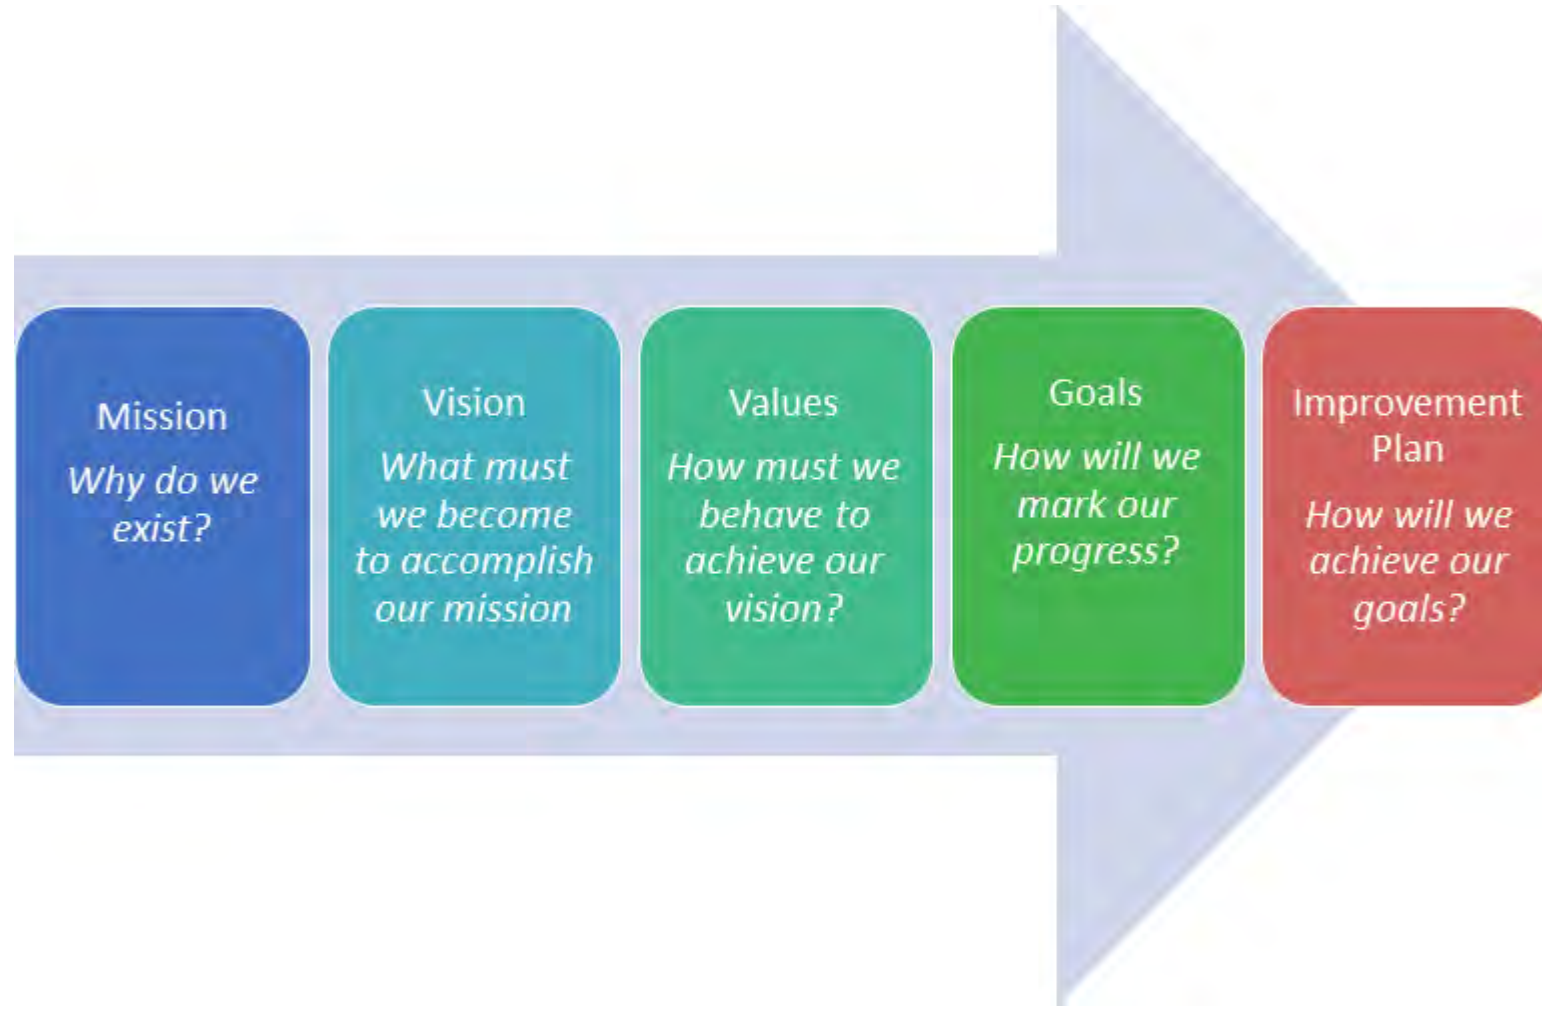 Mission
Why do we
exist?
Vision
What must
we become
to accomplish
our mission
Values
How must we
behave to
achieve our
vision?
Goals
How will we
mark our
progress?
Improvement
Plan
How will we
achieve our
goals?